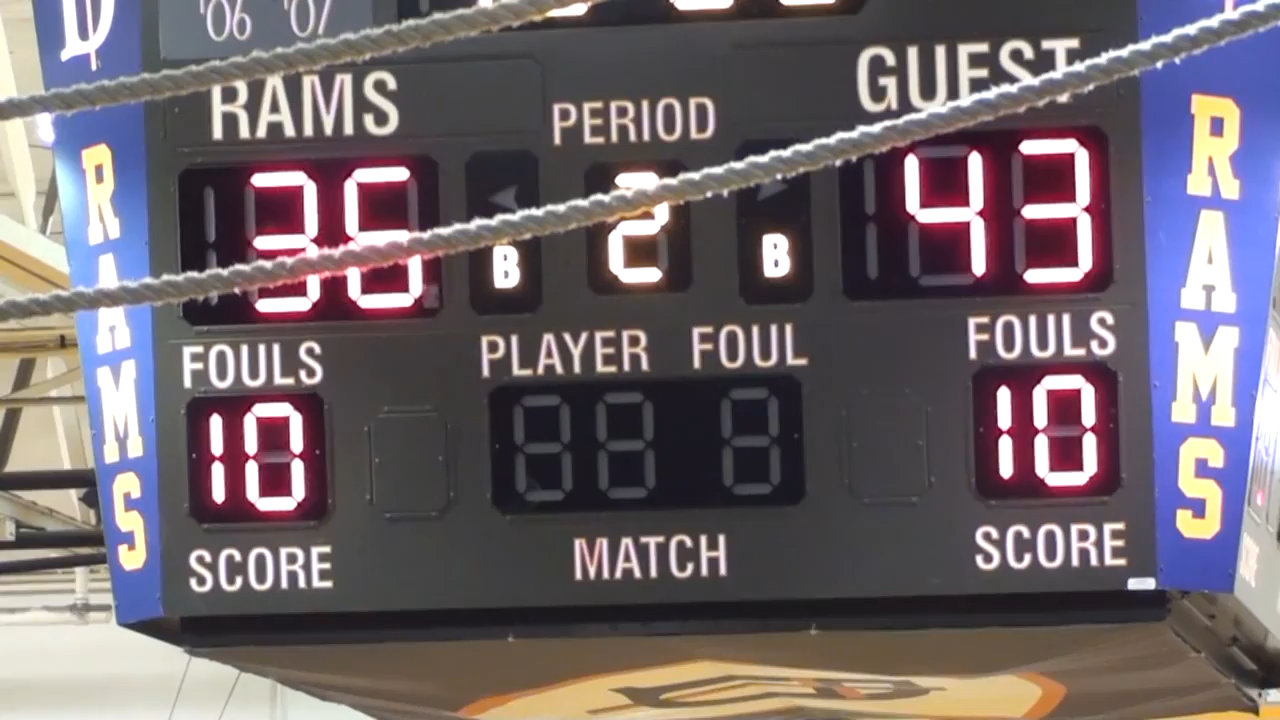 '06 '07
RAMS
PERIOD
GUEST
36
2
43
B
B
FOULS
PLAYER FOUL
FOULS
10
10
SCORE
MATCH
SCORE
RAMS
RAMS